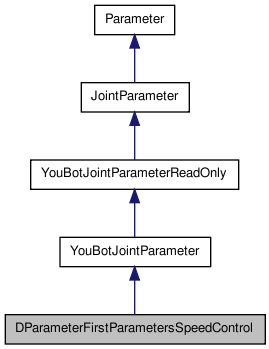 Parameter
JointParameter
YouBotJointParameterReadOnly
YouBotJointParameter
DParameterFirstParametersSpeedControl